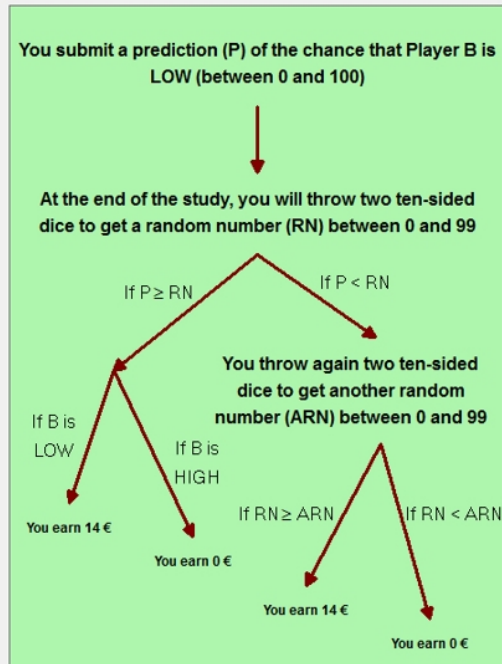 You submit a prediction (P) of the chance that Player B is
LOW (between 0 and 100)
At the end of the study, you will throw two ten-sided
dice to get a random number (RN) between 0 and 99
If P ≥ RN
If P < RN
You throw again two ten-sided
dice to get another random
number (ARN) between 0 and 99
If B is
LOW
If B is
HIGH
You earn 14 €
You earn 0 €
If RN ≥ ARN
If RN < ARN
You earn 14 €
You earn 0 €